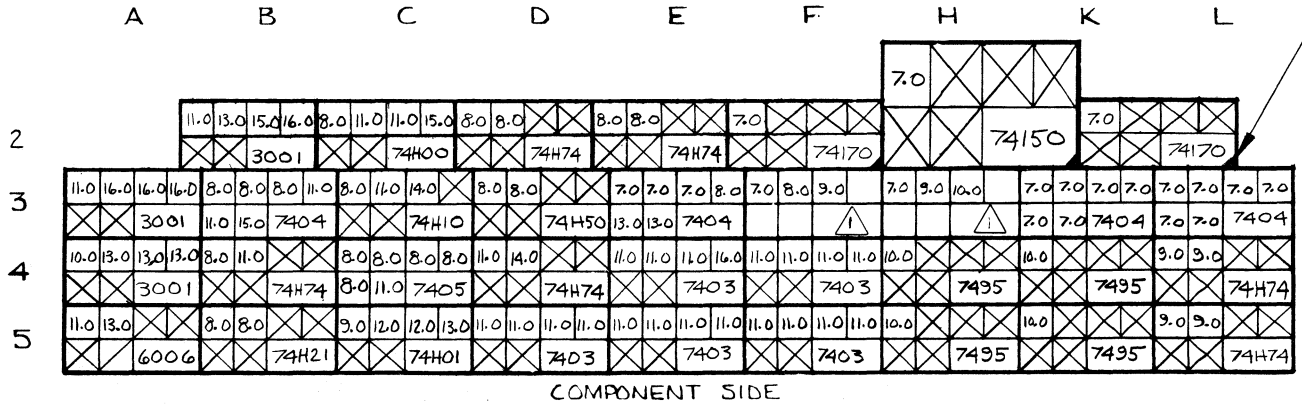 A B C D E F H K L
7.0
2 11.0 13.0 15.0 16.0 8.0 11.0 11.0 15.0 8.0 8.0 8.0 8.0 7.0 7.0
3001 74H00 74H74 74H74 74170 74150 74170
3 11.0 16.0 16.0 16.0 8.0 8.0 8.0 11.0 8.0 11.0 14.0 8.0 8.0 7.0 7.0 7.0 8.0 7.0 8.0 9.0 7.0 9.0 10.0 7.0 7.0 7.0 7.0 7.0 7.0 7.0 7.0
3001 11.0 15.0 7404 74H10 74H50 13.0 13.0 7404 1 1 7.0 7.0 7404 7.0 7.0 7404
4 10.0 13.0 13.0 13.0 8.0 11.0 8.0 8.0 8.0 8.0 11.0 14.0 11.0 11.0 11.0 16.0 11.0 11.0 11.0 11.0 10.0 10.0 9.0 9.0
3001 74H74 8.0 11.0 7405 74H74 7403 7403 7495 7495 74H74
5 11.0 13.0 8.0 8.0 9.0 12.0 12.0 13.0 11.0 11.0 11.0 11.0 11.0 11.0 11.0 11.0 11.0 11.0 11.0 11.0 10.0 10.0 9.0 9.0
6006 74H21 74H01 7403 7403 7403 7495 7495 74H74
COMPONENT SIDE